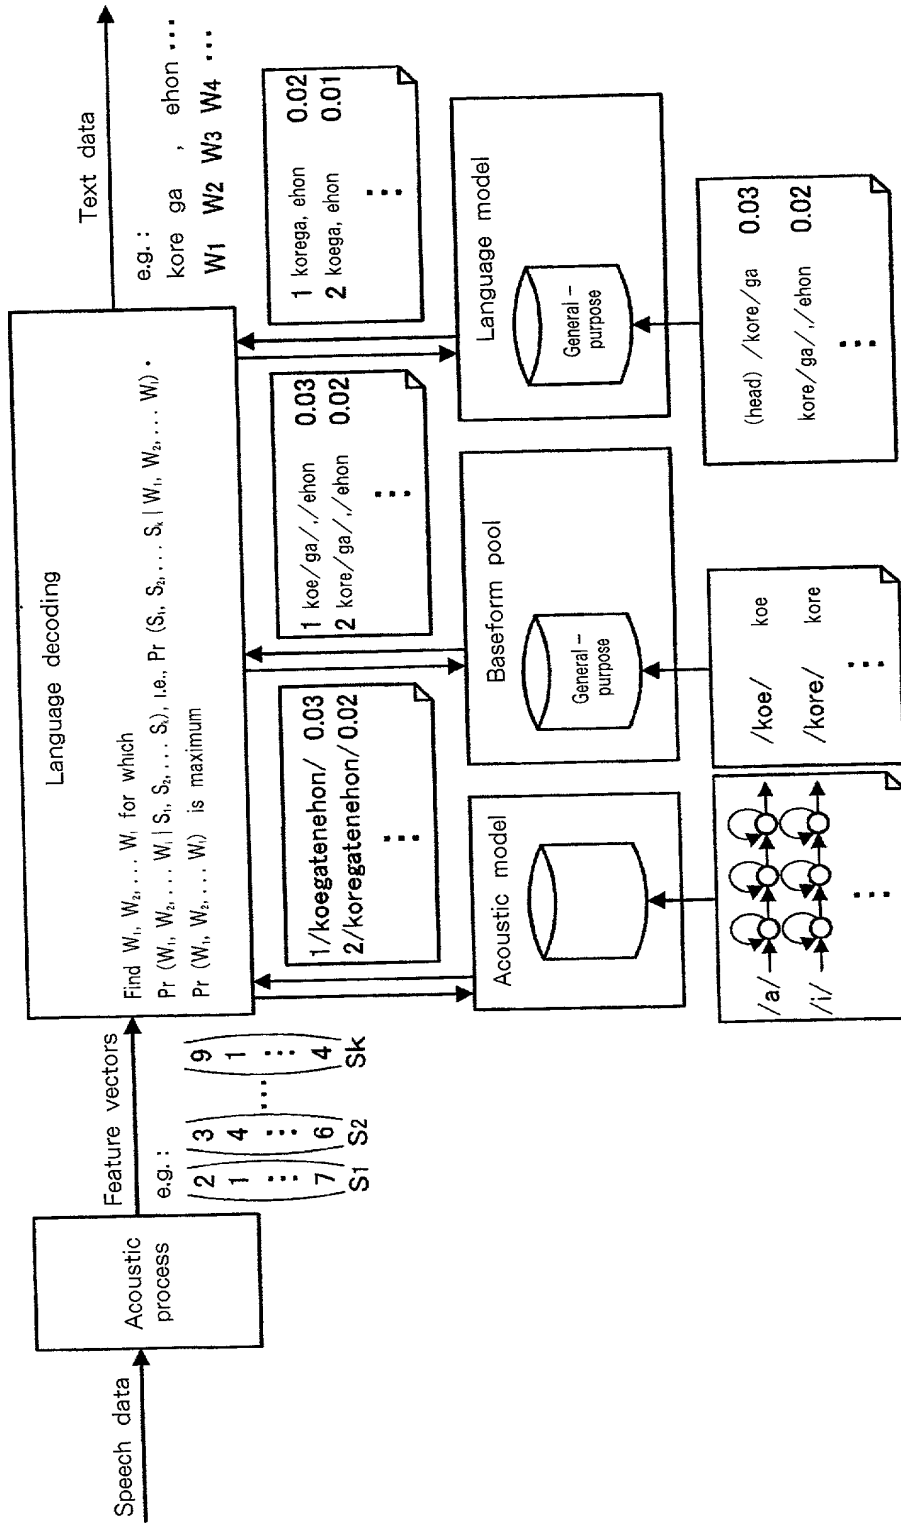 Speech data
Acoustic
process
Feature vectors
e.g. :
2 3 9
1 4 1
⋮ ⋮ ⋯ ⋮
7 6 4
S1 S2 Sk
Language decoding
Find W₁, W₂, . . . Wₗ for which
Pr (W₁, W₂, . . . Wₗ | S₁, S₂, . . . Sₖ), i.e., Pr (S₁, S₂, . . . Sₖ | W₁, W₂, . . . Wₗ) •
Pr (W₁, W₂, . . . Wₗ) is maximum
Text data
e.g. :
kore ga , ehon ⋯
W1 W2 W3 W4 ⋯
1/koegatenehon/ 0.03
2/koregatenehon/ 0.02
⋮
1 koe/ga/,/ehon 0.03
2 kore/ga/,/ehon 0.02
⋮
1 korega, ehon 0.02
2 koega, ehon 0.01
⋮
Acoustic model
Baseform pool
General-
purpose
Language model
General-
purpose
/a/
/i/
⋮
/koe/ koe
/kore/ kore
⋮
(head) /kore/ga 0.03
kore/ga/,/ehon 0.02
⋮